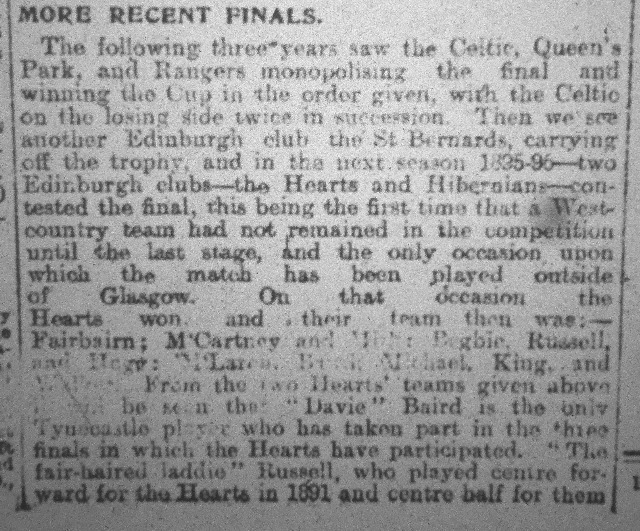 MORE RECENT FINALS.
The following three years saw the Celtic, Queen's
Park, and Rangers monopolising the final and
winning the Cup in the order given, with the Celtic
on the losing side twice in succession. Then we see
another Edinburgh club the St Bernards, carrying
off the trophy, and in the next season 1895-96—two
Edinburgh clubs—the Hearts and Hibernians—con-
tested the final, this being the first time that a West-
country team had not remained in the competition
until the last stage, and the only occasion upon
which the match has been played outside
of Glasgow. On that occasion the
Hearts won and their team then was:—
Fairbairn; M'Cartney and Begbie, Russell,
and Hogg; M'Laren, Michael, King, and
From the two Hearts' teams given above
be seen that "Davie" Baird is the only
Tynecastle player who has taken part in the three
finals in which the Hearts have participated. "The
fair-haired laddie" Russell, who played centre for-
ward for the Hearts in 1891 and centre half for them